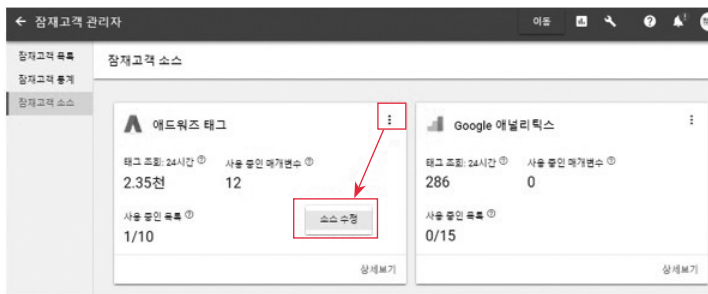 ← 잠재고객 관리자
이동
잠재고객 목록
잠재고객 통계
잠재고객 소스
잠재고객 소스
애드워즈 태그
태그 조회: 24시간 ?
사용 중인 매개변수 ?
2.35천
12
사용 중인 목록 ?
1/10
소스 수정
상세보기
Google 애널리틱스
태그 조회: 24시간 ?
사용 중인 매개변수 ?
286
0
사용 중인 목록 ?
0/15
상세보기